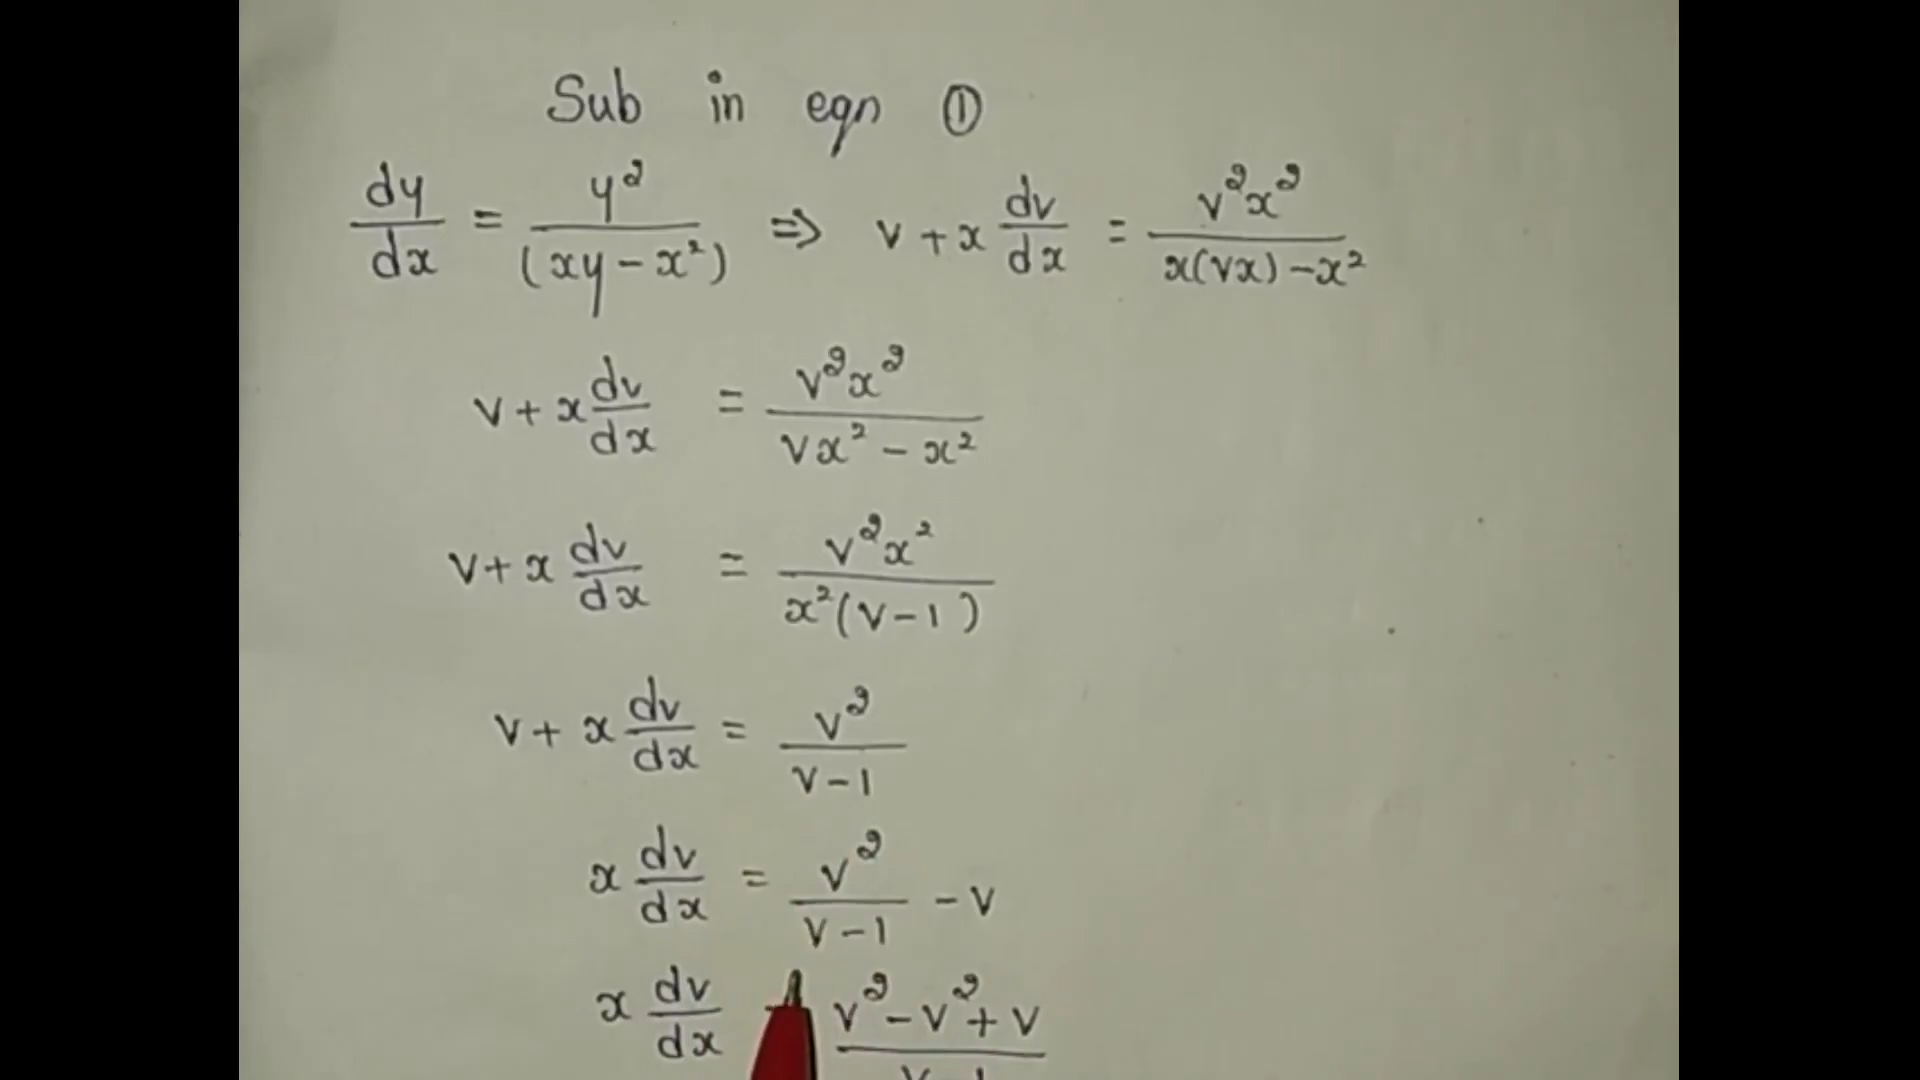 Sub in eqn ①
dy/dx = y²/(xy-x²) ⇒ v+x dv/dx = v²x²/x(vx)-x²
v+x dv/dx = v²x²/vx²-x²
v+x dv/dx = v²x²/x²(v-1)
v+x dv/dx = v²/v-1
x dv/dx = v²/v-1 -v
x dv/dx v²-v²+v